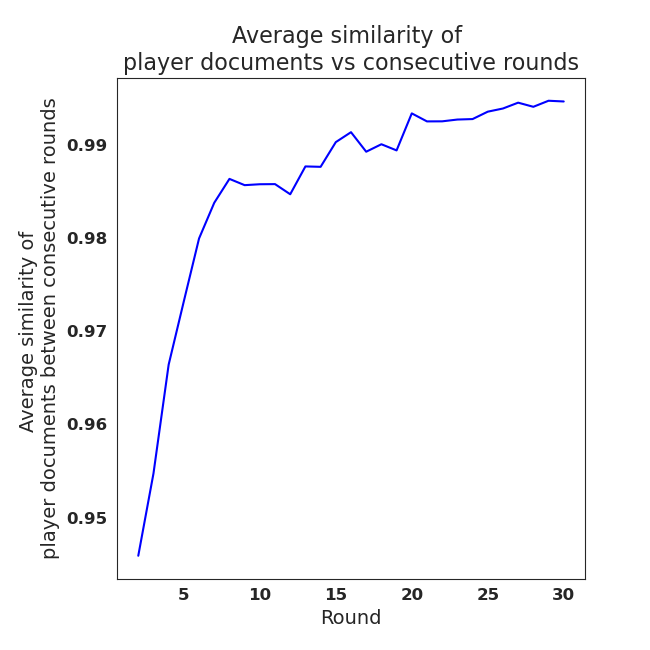 Average similarity of
player documents vs consecutive rounds
Average similarity of
player documents between consecutive rounds
0.99
0.98
0.97
0.96
0.95
5 10 15 20 25 30
Round